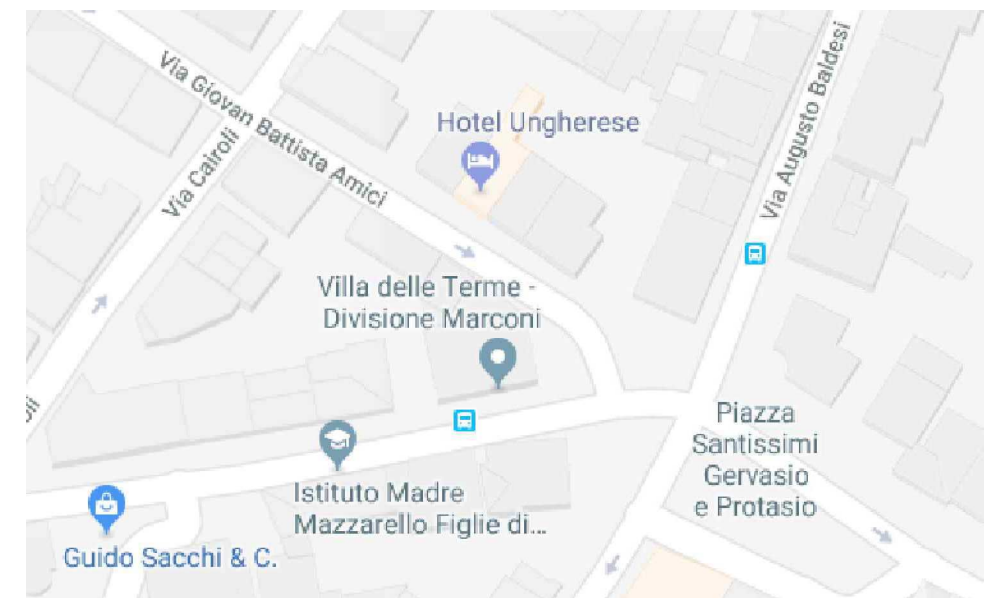 Via Giovan Battista Amici
Via Cairoli
Hotel Ungherese
Via Augusto Baldesi
Villa delle Terme -
Divisione Marconi
Piazza
Santissimi
Gervasio
e Protasio
Istituto Madre
Mazzarello Figlie di...
Guido Sacchi & C.